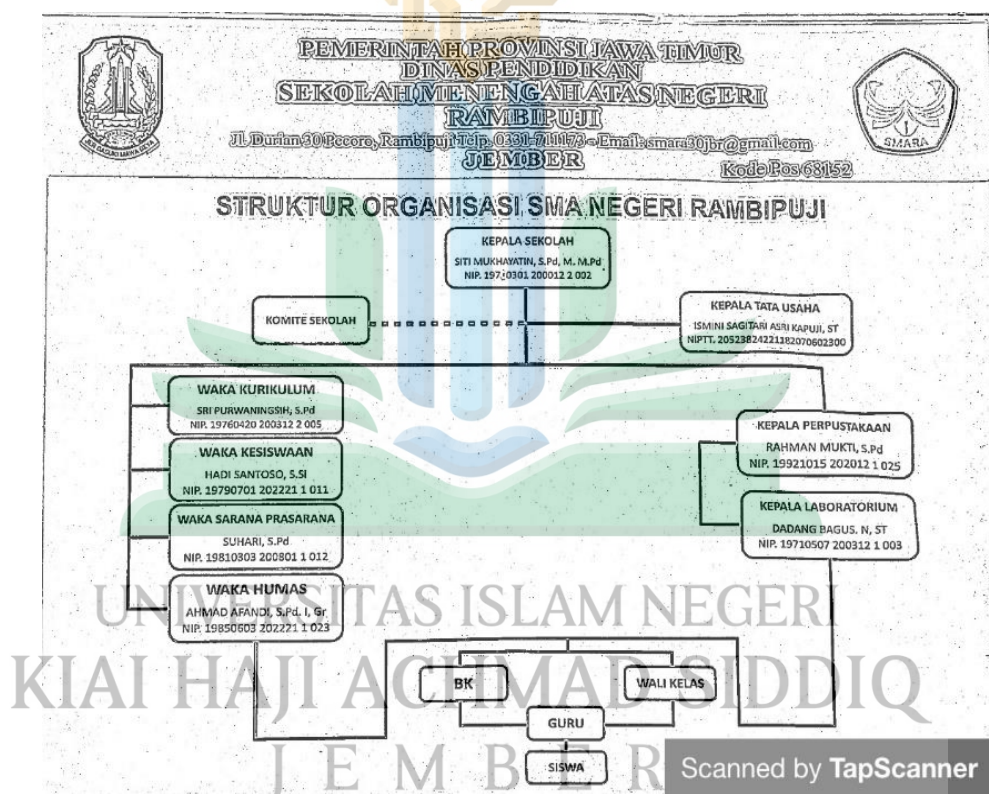 PEMERINTAH PROVINSI JAWA TIMUR
DINAS PENDIDIKAN
SEKOLAH MENENGAH ATAS NEGERI
RAMBIPUJI
Jl. Durian 30 Pecoro, Rambipuji Telp. 0331-711173 - Email: smara30jbr@gmail.com
JEMBER
Kode Pos 68152
SMARA
STRUKTUR ORGANISASI SMA NEGERI RAMBIPUJI
KEPALA SEKOLAH
SITI MUKHAYATIN, S.Pd, M. M.Pd
NIP. 19710301 200012 2 002
KOMITE SEKOLAH
KEPALA TATA USAHA
ISMINI SAGITARI ASRI KAPUJI, ST
NIPTT. 20523824221182070602300
WAKA KURIKULUM
SRI PURWANINGSIH, S.Pd
NIP. 19760420 200312 2 005
WAKA KESISWAAN
HADI SANTOSO, S.SI
NIP. 19790701 202221 1 011
WAKA SARANA PRASARANA
SUHARI, S.Pd
NIP. 19810303 200801 1 012
WAKA HUMAS
AHMAD AFANDI, S.Pd. I, Gr
NIP. 19850603 202221 1 023
KEPALA PERPUSTAKAAN
RAHMAN MUKTI, S.Pd
NIP. 19921015 202012 1 025
KEPALA LABORATORIUM
DADANG BAGUS. N, ST
NIP. 19710507 200312 1 003
BK
WALI KELAS
GURU
SISWA
UNIVERSITAS ISLAM NEGERI
KIAI HAJI ACHMAD SIDDIQ
JEMBER
Scanned by TapScanner